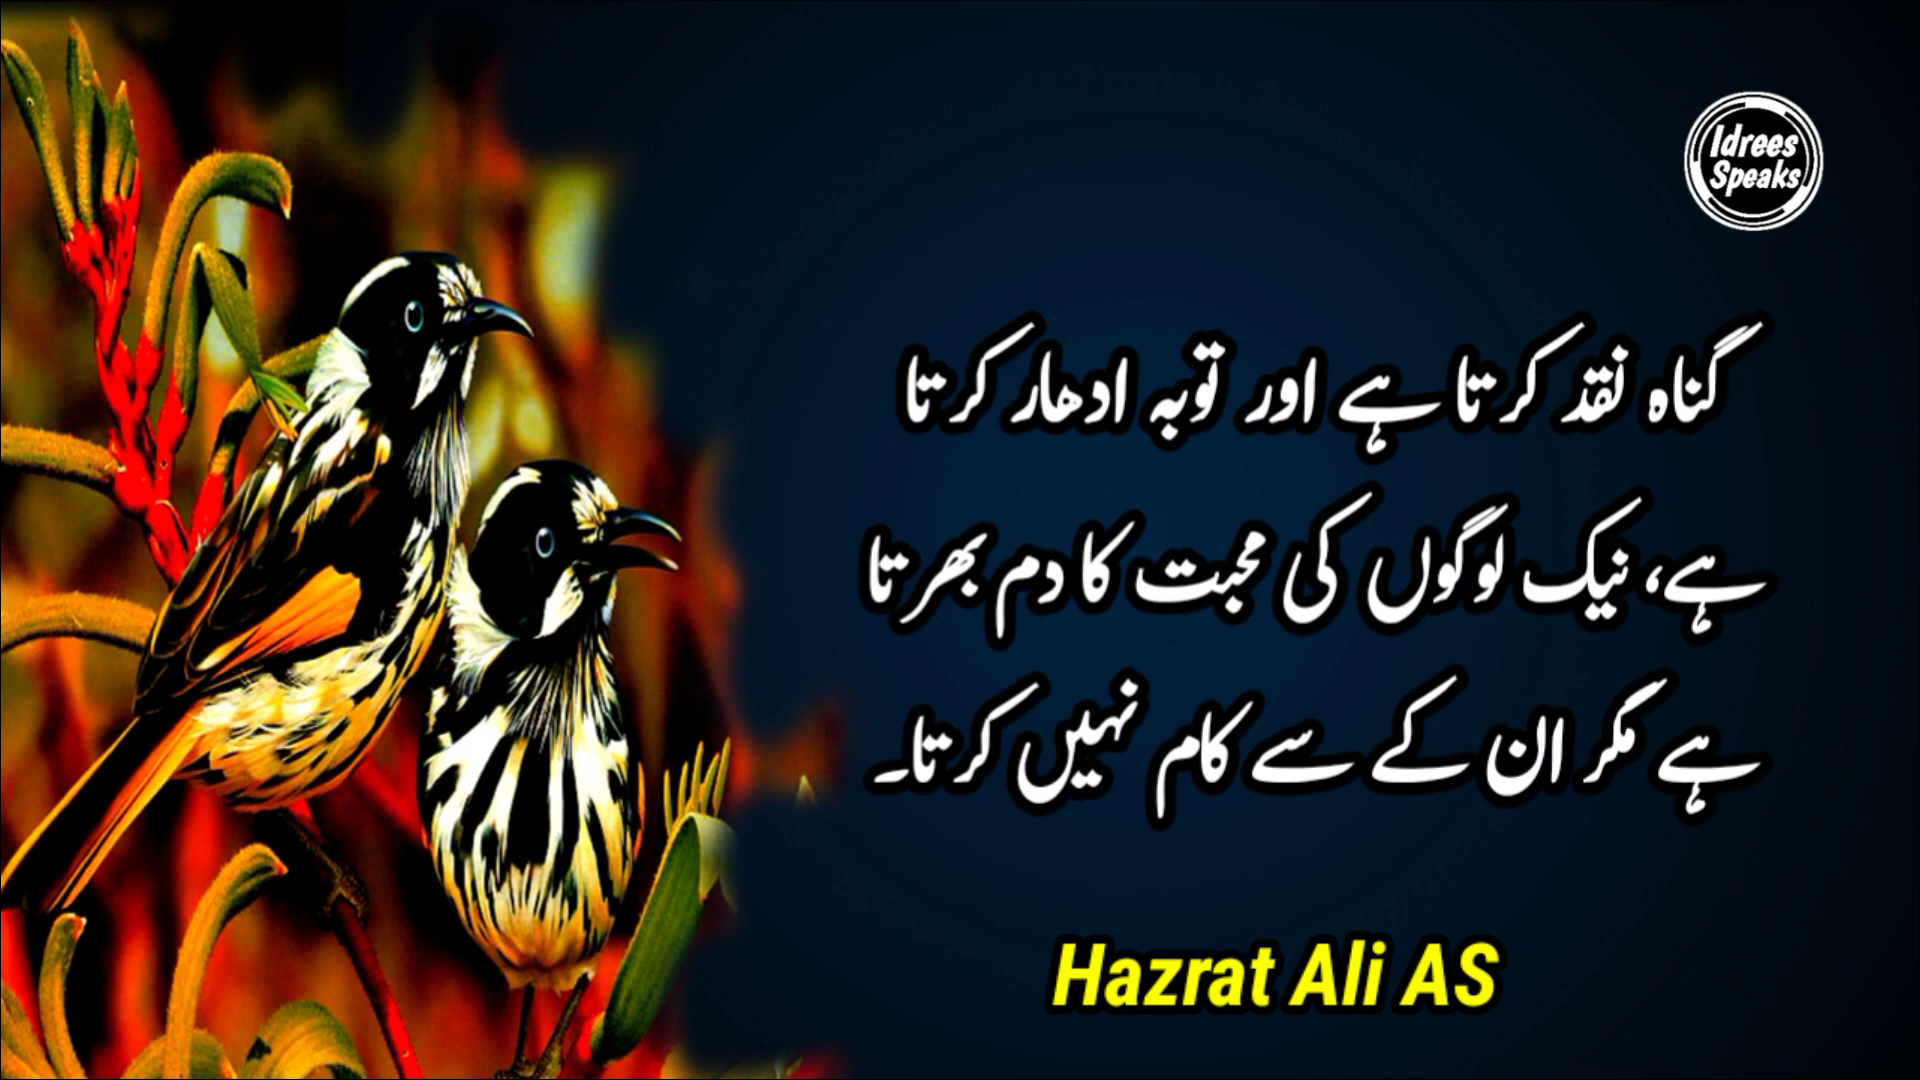 Idrees
Speaks
گناہ نقد کرتا ہے اور توبہ ادھار کرتا
ہے، نیک لوگوں کی محبت کا دم بھرتا
ہے مگر ان کے سے کام نہیں کرتا۔
Hazrat Ali AS